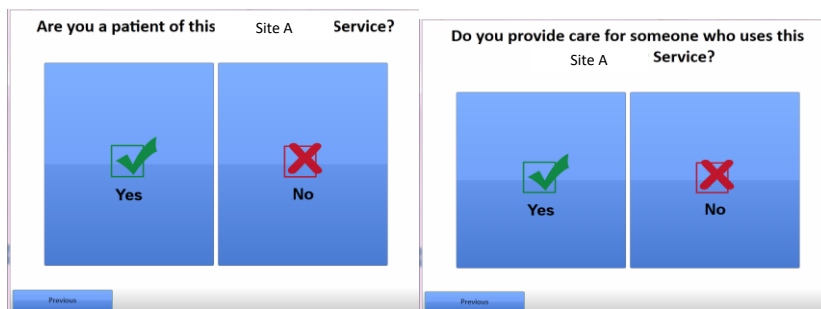 Are you a patient of this Site A Service?
Yes
No
Previous
Do you provide care for someone who uses this
Site A Service?
Yes
No
Previous